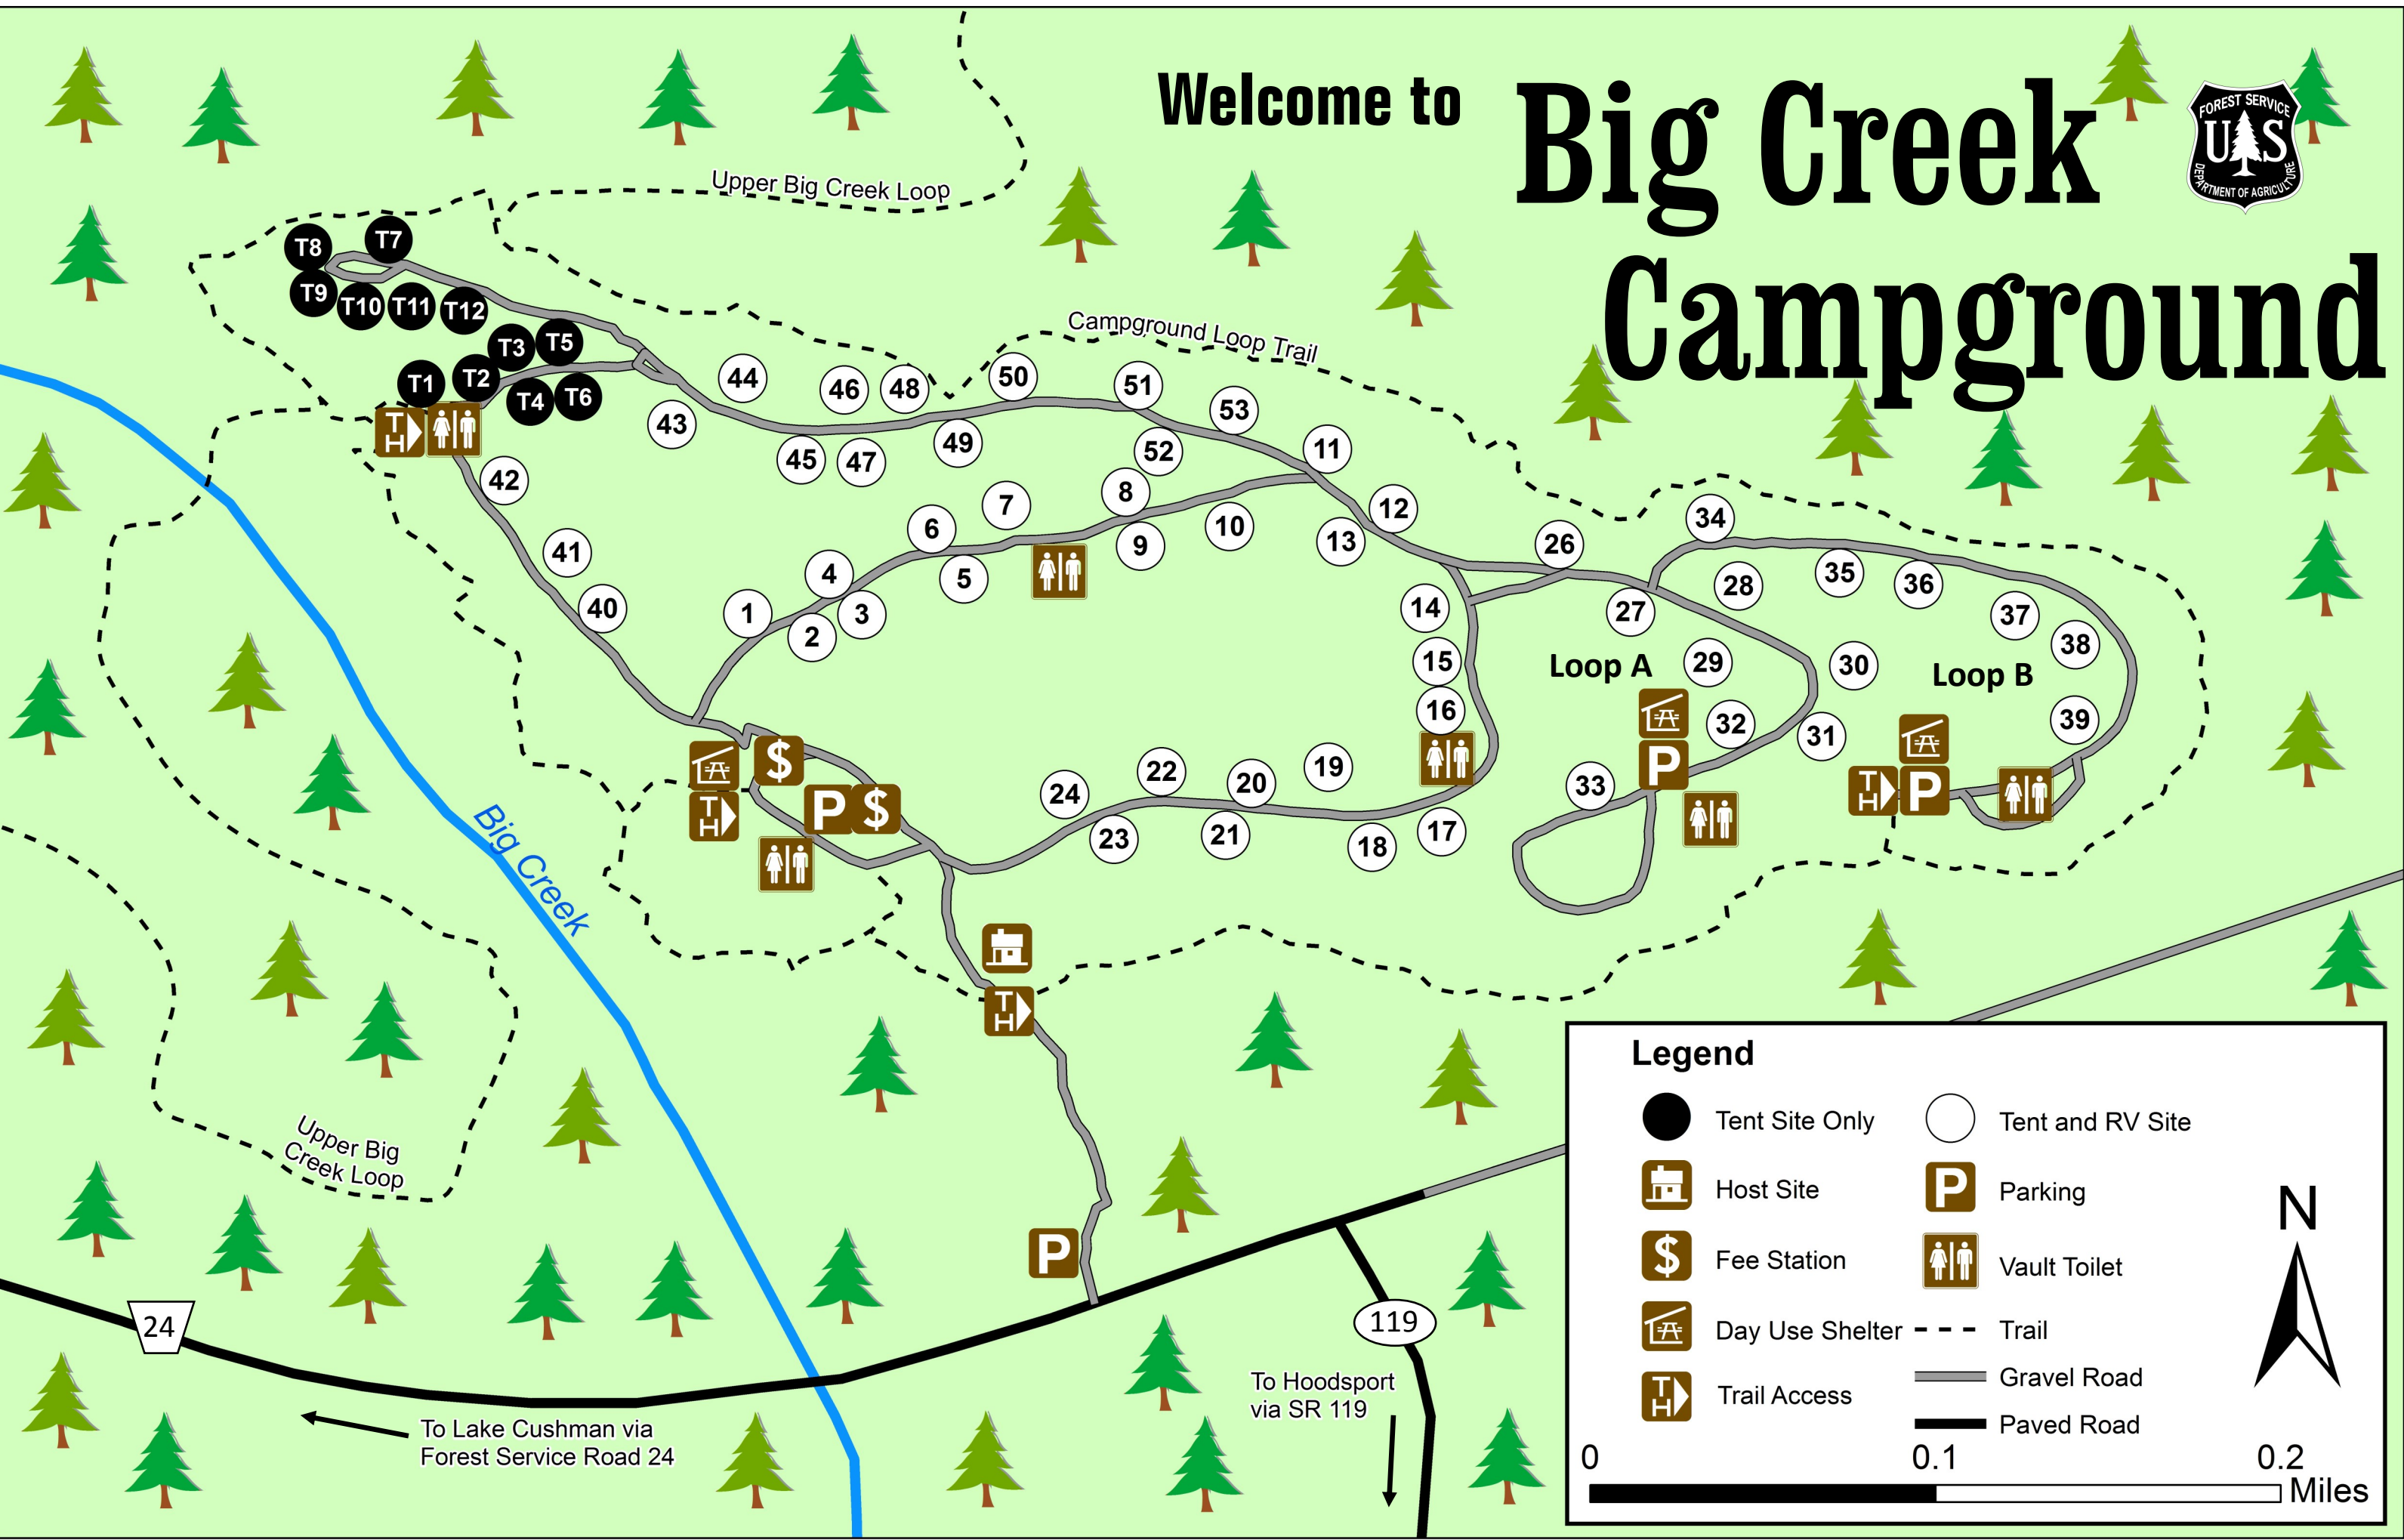 Welcome to
Big Creek
Campground
FOREST SERVICE
U S
DEPARTMENT OF AGRICULTURE
Upper Big Creek Loop
Campground Loop Trail
T8
T7
T9
T10
T11
T12
T3
T5
T1
T2
T4
T6
TH
44
46
48
50
51
53
43
45
47
49
52
11
42
41
40
6
7
8
9
10
12
13
4
5
1
2
3
26
34
35
36
14
27
28
37
38
15
Loop A
29
30
Loop B
16
32
31
39
$
TH
P
$
24
22
20
19
33
P
TH
P
23
21
18
17
Big Creek
TH
Upper Big
Creek Loop
P
24
119
To Hoodsport
via SR 119
To Lake Cushman via
Forest Service Road 24
Legend
Tent Site Only
Tent and RV Site
Host Site
P
Parking
$
Fee Station
Vault Toilet
Day Use Shelter
Trail
TH
Trail Access
Gravel Road
Paved Road
N
0
0.1
0.2
Miles